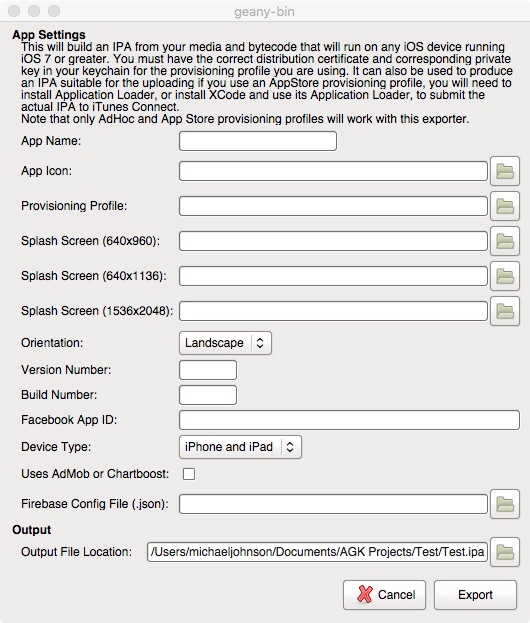 geany-bin
App Settings
This will build an IPA from your media and bytecode that will run on any iOS device running
iOS 7 or greater. You must have the correct distribution certificate and corresponding private
key in your keychain for the provisioning profile you are using. It can also be used to produce
an IPA suitable for the uploading if you use an AppStore provisioning profile, you will need to
install Application Loader, or install XCode and use its Application Loader, to submit the
actual IPA to iTunes Connect.
Note that only AdHoc and App Store provisioning profiles will work with this exporter.
App Name:
App Icon:
Provisioning Profile:
Splash Screen (640x960):
Splash Screen (640x1136):
Splash Screen (1536x2048):
Orientation: Landscape
Version Number:
Build Number:
Facebook App ID:
Device Type: iPhone and iPad
Uses AdMob or Chartboost:
Firebase Config File (.json):
Output
Output File Location: /Users/michaeljohnson/Documents/AGK Projects/Test/Test.ipa
Cancel Export